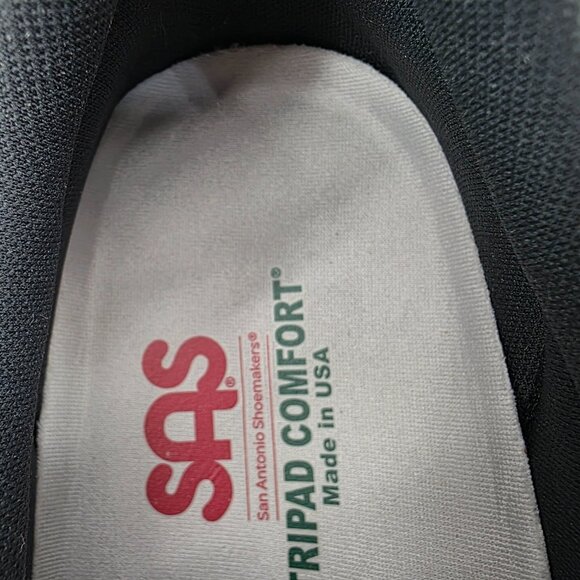 SAS®
San Antonio Shoemakers®
TRIPAD COMFORT®
Made in USA